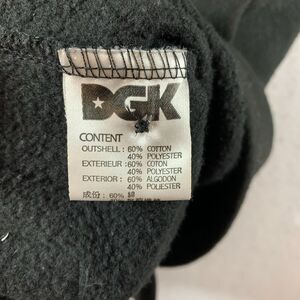 DGK
CONTENT
OUTSHELL : 60% COTTON
40% POLYESTER
EXTERIEUR : 60% COTON
40% POLYESTER
EXTERIOR : 60% ALGODON
40% POLIESTER
成份 : 60% 綿